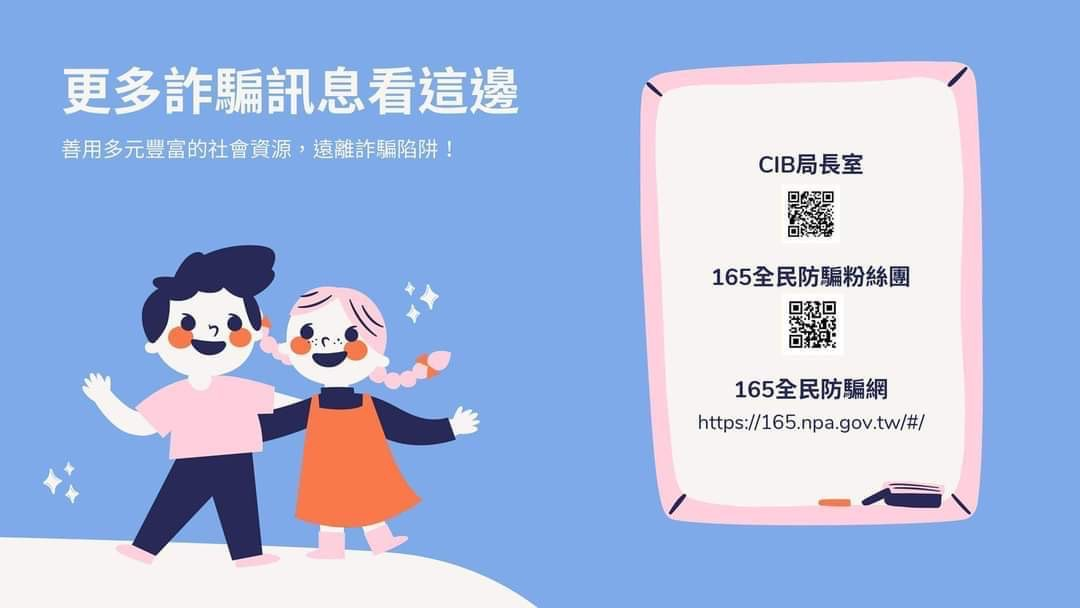 更多詐騙訊息看這邊
善用多元豐富的社會資源，遠離詐騙陷阱！
CIB局長室
165全民防騙粉絲團
165全民防騙網
https://165.npa.gov.tw/#/